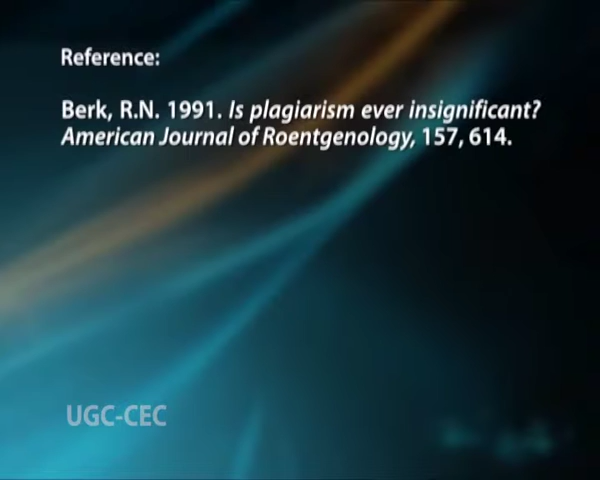 Reference:
Berk, R.N. 1991. Is plagiarism ever insignificant?
American Journal of Roentgenology, 157, 614.
UGC-CEC